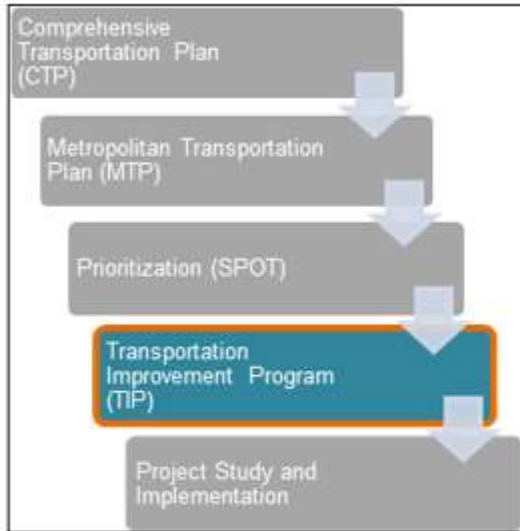 Comprehensive
Transportation Plan
(CTP)
Metropolitan Transportation
Plan (MTP)
Prioritization (SPOT)
Transportation
Improvement Program
(TIP)
Project Study and
Implementation